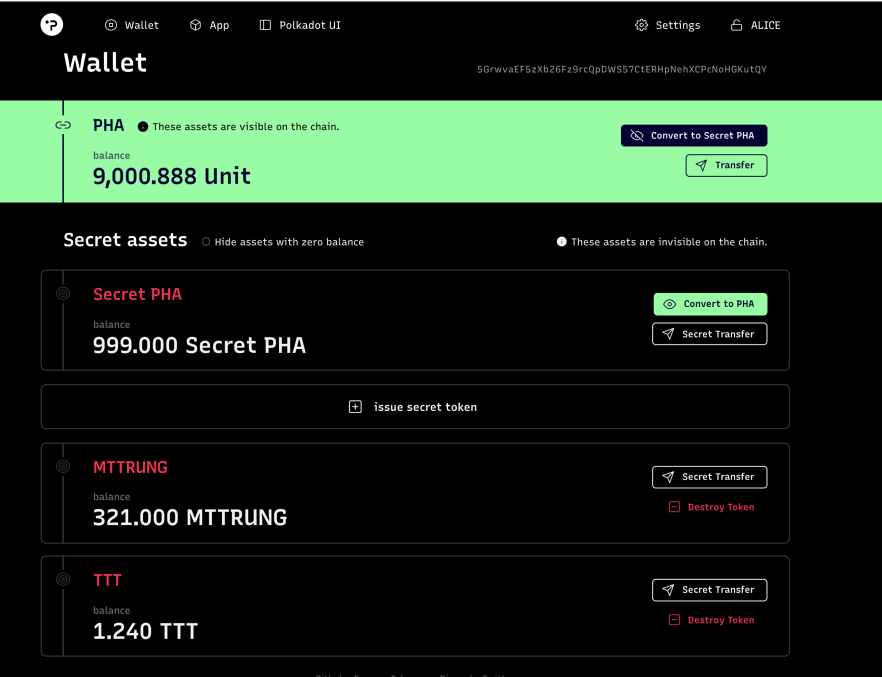 Wallet App Polkadot UI Settings ALICE
Wallet
5GrwvaEF5zXb26Fz9rcQpDWS57CtERHpNehXCPcNoHGKutQY
PHA These assets are visible on the chain.
Convert to Secret PHA
balance
9,000.888 Unit
Transfer
Secret assets Hide assets with zero balance These assets are invisible on the chain.
Secret PHA
Convert to PHA
balance
999.000 Secret PHA
Secret Transfer
issue secret token
MTTRUNG
Secret Transfer
balance
321.000 MTTRUNG
Destroy Token
TTT
Secret Transfer
balance
1.240 TTT
Destroy Token